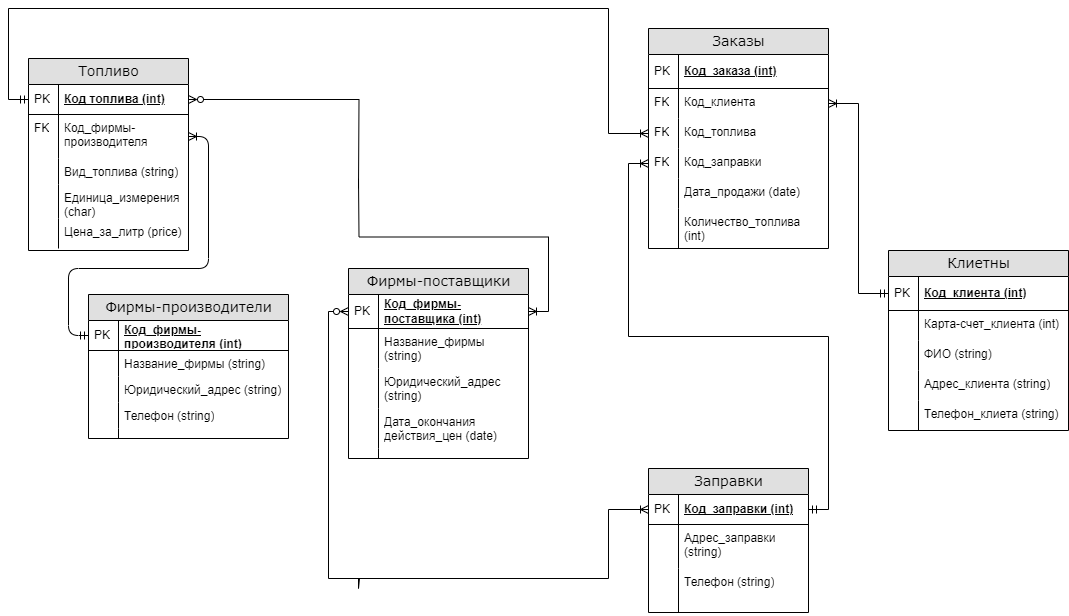 Топливо
PK Код топлива (int)
FK Код_фирмы-
производителя
Вид_топлива (string)
Единица_измерения
(char)
Цена_за_литр (price)
Фирмы-производители
PK Код_фирмы-
производителя (int)
Название_фирмы (string)
Юридический_адрес (string)
Телефон (string)
Фирмы-поставщики
PK Код_фирмы-
поставщика (int)
Название_фирмы
(string)
Юридический_адрес
(string)
Дата_окончания
действия_цен (date)
Заказы
PK Код_заказа (int)
FK Код_клиента
FK Код_топлива
FK Код_заправки
Дата_продажи (date)
Количество_топлива
(int)
Клиетны
PK Код_клиента (int)
Карта-счет_клиента (int)
ФИО (string)
Адрес_клиента (string)
Телефон_клиета (string)
Заправки
PK Код_заправки (int)
Адрес_заправки
(string)
Телефон (string)